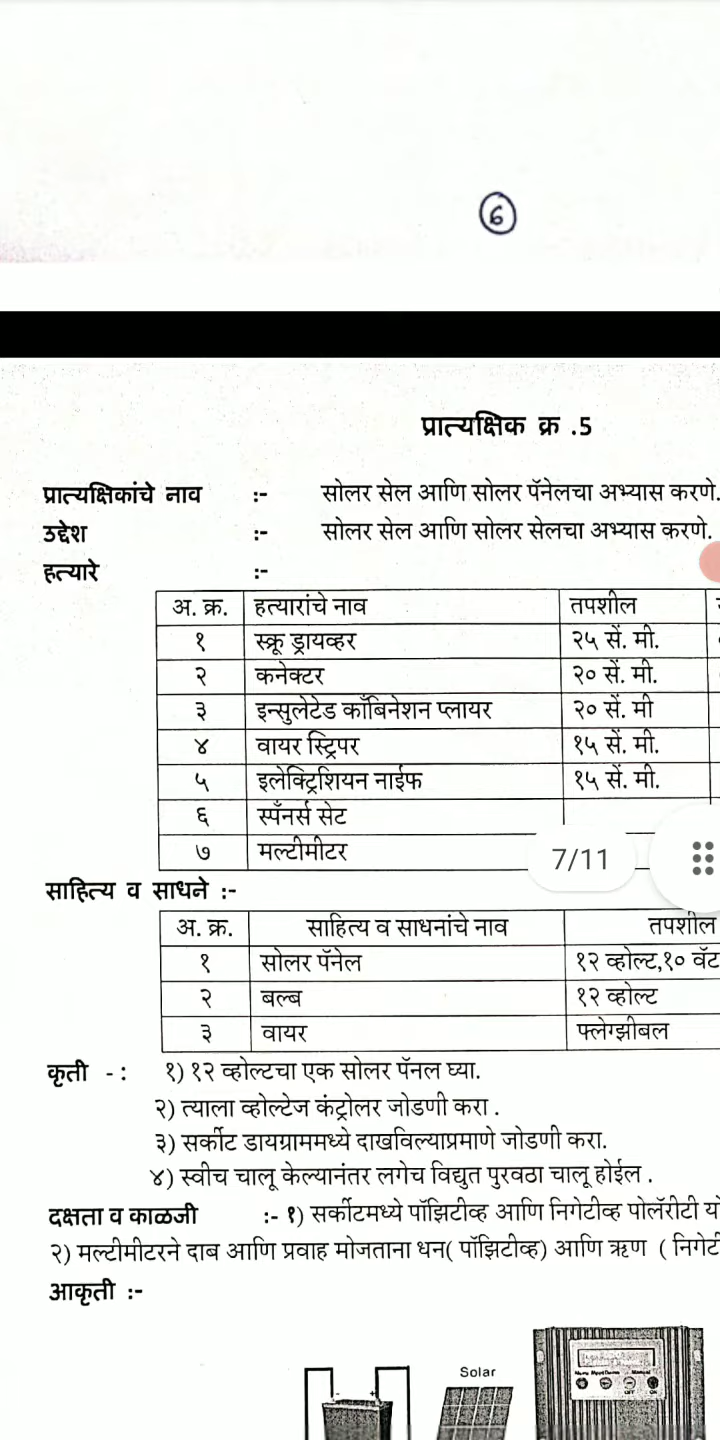 6
प्रात्यक्षिक क्र .5
प्रात्यक्षिकांचे नाव :- सोलर सेल आणि सोलर पॅनेलचा अभ्यास करणे.
उद्देश :- सोलर सेल आणि सोलर सेलचा अभ्यास करणे.
हत्यारे :-
अ. क्र. हत्यारांचे नाव तपशील
१ स्क्रू ड्रायव्हर २५ सें. मी.
२ कनेक्टर २० सें. मी.
३ इन्सुलेटेड काँबिनेशन प्लायर २० सें. मी
४ वायर स्ट्रिपर १५ सें. मी.
५ इलेक्ट्रिशियन नाईफ १५ सें. मी.
६ स्पॅनर्स सेट
७ मल्टीमीटर
7/11
साहित्य व साधने :-
अ. क्र. साहित्य व साधनांचे नाव तपशील
१ सोलर पॅनेल १२ व्होल्ट,१० वॅट
२ बल्ब १२ व्होल्ट
३ वायर फ्लेग्झीबल
कृती -: १) १२ व्होल्टचा एक सोलर पॅनल घ्या.
२) त्याला व्होल्टेज कंट्रोलर जोडणी करा .
३) सर्कीट डायग्राममध्ये दाखविल्याप्रमाणे जोडणी करा.
४) स्वीच चालू केल्यानंतर लगेच विद्युत पुरवठा चालू होईल .
दक्षता व काळजी :- १) सर्कीटमध्ये पॉझिटीव्ह आणि निगेटीव्ह पोलॅरीटी
२) मल्टीमीटरने दाब आणि प्रवाह मोजताना धन( पॉझिटीव्ह) आणि ऋण (
आकृती :-
Solar
- +
OFF ON